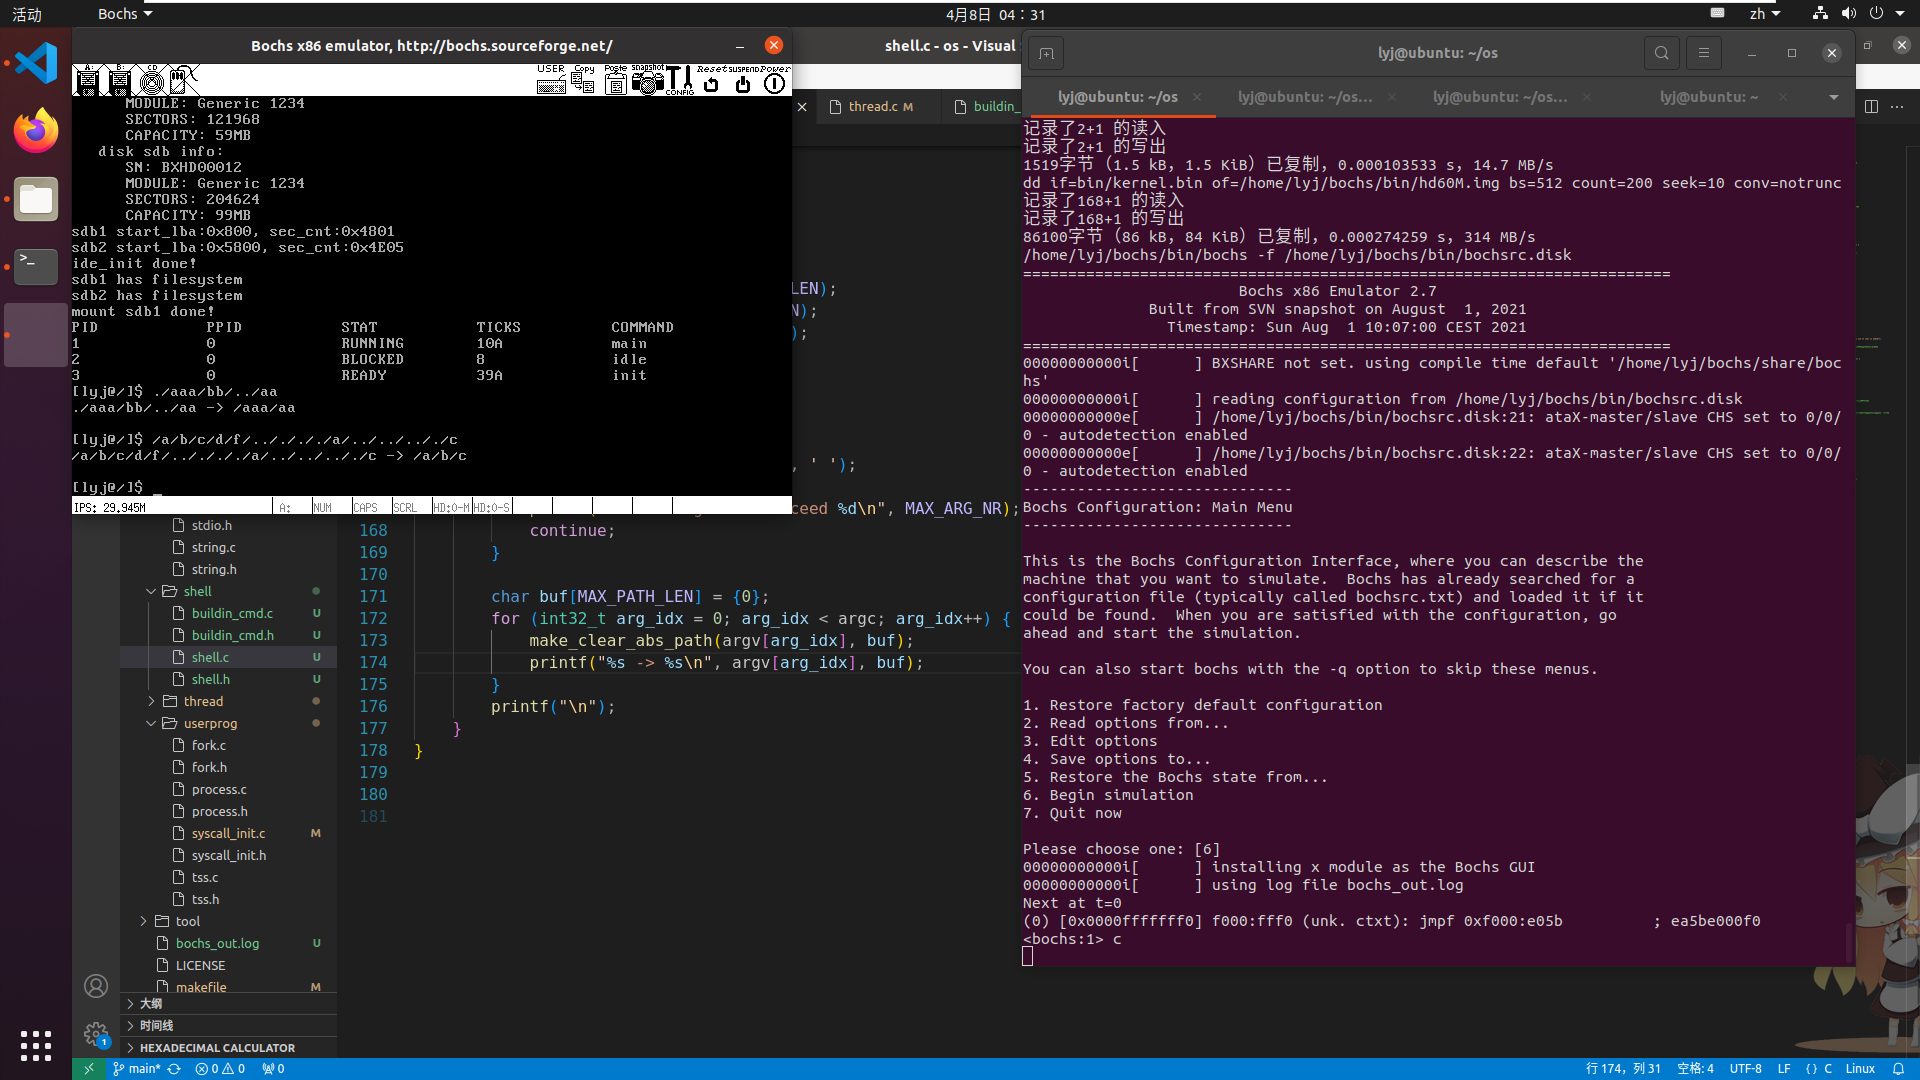 活动
Bochs
4月8日 04：31
zh
Bochs x86 emulator, http://bochs.sourceforge.net/
A:
B:
CD
USER
Copy
Paste
snapshot
CONFIG
Reset
SUSPEND
Power
MODULE: Generic 1234
SECTORS: 121968
CAPACITY: 59MB
disk sdb info:
SN: BXHD00012
MODULE: Generic 1234
SECTORS: 204624
CAPACITY: 99MB
sdb1 start_lba:0x800, sec_cnt:0x4801
sdb2 start_lba:0x5800, sec_cnt:0x4E05
ide_init done!
sdb1 has filesystem
sdb2 has filesystem
mount sdb1 done!
PID PPID STAT TICKS COMMAND
1 0 RUNNING 10A main
2 0 BLOCKED 8 idle
3 0 READY 39A init
[lyj@/]$ ./aaa/bb/../aa
./aaa/bb/../aa -> /aaa/aa
[lyj@/]$ /a/b/c/d/f/../././././a/../../../././c
/a/b/c/d/f/../././././a/../../../././c -> /a/b/c
[lyj@/]$ _
IPS: 29.945M
A:
NUM
CAPS
SCRL
HD:0-M
HD:0-S
shell.c - os - Visual
thread.c M
buildin_
LEN);
N);
);
, ' ');
ceed %d\n", MAX_ARG_NR);
168 continue;
169 }
170
171 char buf[MAX_PATH_LEN] = {0};
172 for (int32_t arg_idx = 0; arg_idx < argc; arg_idx++) {
173 make_clear_abs_path(argv[arg_idx], buf);
174 printf("%s -> %s\n", argv[arg_idx], buf);
175 }
176 printf("\n");
177 }
178 }
179
180
181
stdio.h
string.c
string.h
shell
buildin_cmd.c U
buildin_cmd.h U
shell.c U
shell.h U
thread
userprog
fork.c
fork.h
process.c
process.h
syscall_init.c M
syscall_init.h
tss.c
tss.h
tool
bochs_out.log U
LICENSE
makefile M
大纲
时间线
HEXADECIMAL CALCULATOR
1
main*
0
0
0
行 174，列 31
空格: 4
UTF-8
LF
{} C
Linux
lyj@ubuntu: ~/os
lyj@ubuntu: ~/os
lyj@ubuntu: ~/os...
lyj@ubuntu: ~/os...
lyj@ubuntu: ~
记录了2+1 的读入
记录了2+1 的写出
1519字节（1.5 kB，1.5 KiB）已复制，0.000103533 s，14.7 MB/s
dd if=bin/kernel.bin of=/home/lyj/bochs/bin/hd60M.img bs=512 count=200 seek=10 conv=notrunc
记录了168+1 的读入
记录了168+1 的写出
86100字节（86 kB，84 KiB）已复制，0.000274259 s，314 MB/s
/home/lyj/bochs/bin/bochs -f /home/lyj/bochs/bin/bochsrc.disk
========================================================================
Bochs x86 Emulator 2.7
Built from SVN snapshot on August  1, 2021
Timestamp: Sun Aug  1 10:07:00 CEST 2021
========================================================================
00000000000i[      ] BXSHARE not set. using compile time default '/home/lyj/bochs/share/boc
hs'
00000000000i[      ] reading configuration from /home/lyj/bochs/bin/bochsrc.disk
00000000000e[      ] /home/lyj/bochs/bin/bochsrc.disk:21: ataX-master/slave CHS set to 0/0/
0 - autodetection enabled
00000000000e[      ] /home/lyj/bochs/bin/bochsrc.disk:22: ataX-master/slave CHS set to 0/0/
0 - autodetection enabled
------------------------------
Bochs Configuration: Main Menu
------------------------------
This is the Bochs Configuration Interface, where you can describe the
machine that you want to simulate.  Bochs has already searched for a
configuration file (typically called bochsrc.txt) and loaded it if it
could be found.  When you are satisfied with the configuration, go
ahead and start the simulation.
You can also start bochs with the -q option to skip these menus.
1. Restore factory default configuration
2. Read options from...
3. Edit options
4. Save options to...
5. Restore the Bochs state from...
6. Begin simulation
7. Quit now
Please choose one: [6]
00000000000i[      ] installing x module as the Bochs GUI
00000000000i[      ] using log file bochs_out.log
Next at t=0
(0) [0x0000fffffff0] f000:fff0 (unk. ctxt): jmpf 0xf000:e05b          ; ea5be000f0
<bochs:1> c